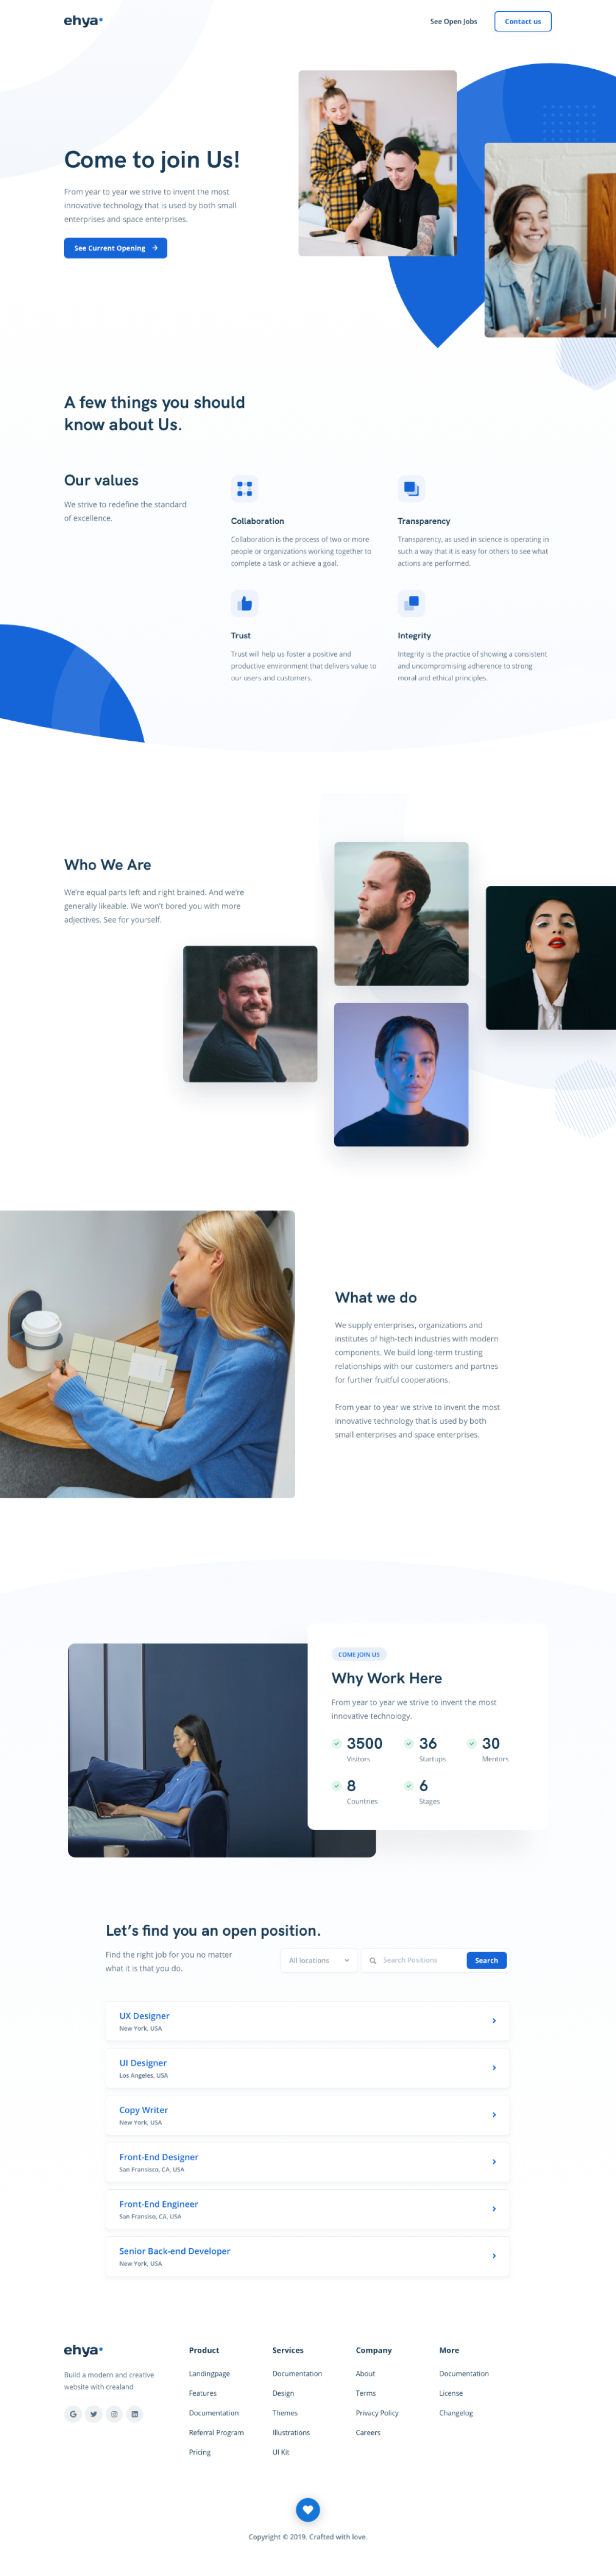 ehya
See Open Jobs
Contact us
Come to join Us!
From year to year we strive to invent the most
innovative technology that is used by both small
enterprises and space enterprises.
See Current Opening
A few things you should
know about Us.
Our values
We strive to redefine the standard
of excellence.
Collaboration
Collaboration is the process of two or more
people or organizations working together to
complete a task or achieve a goal.
Transparency
Transparency, as used in science is operating in
such a way that it is easy for others to see what
actions are performed.
Trust
Trust will help us foster a positive and
productive environment that delivers value to
our users and customers.
Integrity
Integrity is the practice of showing a consistent
and uncompromising adherence to strong
moral and ethical principles.
Who We Are
We're equal parts left and right brained. And we're
generally likeable. We won't bored you with more
adjectives. See for yourself.
What we do
We supply enterprises, organizations and
institutes of high-tech industries with modern
components. We build long-term trusting
relationships with our customers and partnes
for further fruitful cooperations.
From year to year we strive to invent the most
innovative technology that is used by both
small enterprises and space enterprises.
COME JOIN US
Why Work Here
From year to year we strive to invent the most
innovative technology.
3500
Visitors
36
Startups
30
Mentors
8
Countries
6
Stages
Let's find you an open position.
Find the right job for you no matter
what it is that you do.
All locations
Search Positions
Search
UX Designer
New York, USA
UI Designer
Los Angeles, USA
Copy Writer
New York, USA
Front-End Designer
San Fransisco, CA, USA
Front-End Engineer
San Fransiso, CA, USA
Senior Back-end Developer
New York, USA
ehya
Build a modern and creative
website with crealand
Product
Landingpage
Features
Documentation
Referral Program
Pricing
Services
Documentation
Design
Themes
Illustrations
UI Kit
Company
About
Terms
Privacy Policy
Careers
More
Documentation
License
Changelog
Copyright © 2019. Crafted with love.